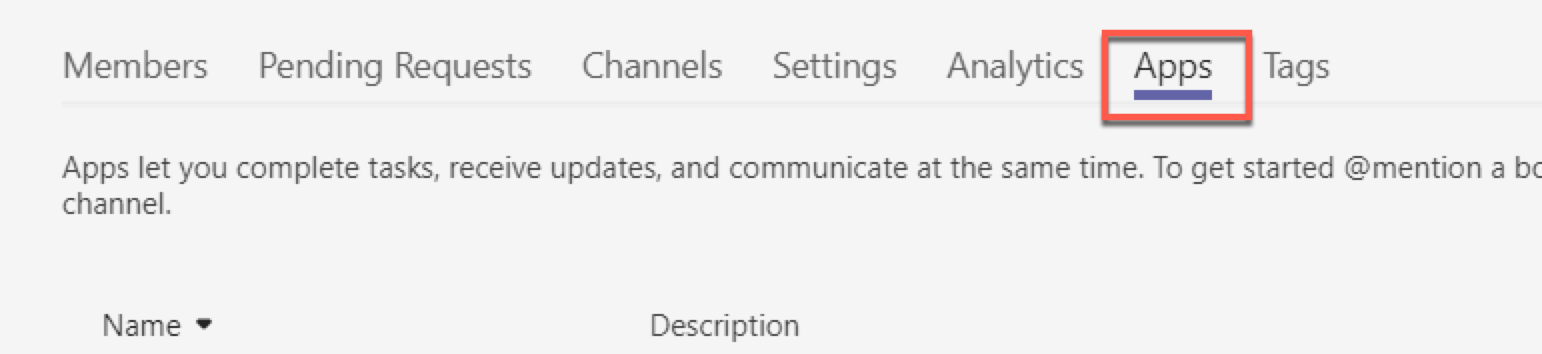 Members Pending Requests Channels Settings Analytics Apps Tags
Apps let you complete tasks, receive updates, and communicate at the same time. To get started @mention a
channel.
Name Description